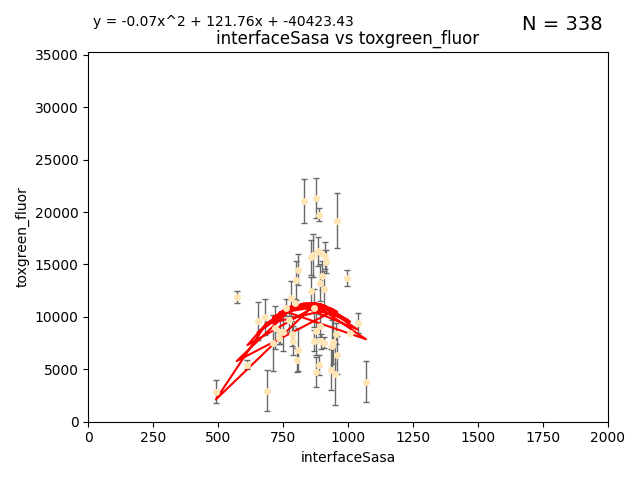 y = -0.07x^2 + 121.76x + -40423.43
N = 338
interfaceSasa vs toxgreen_fluor
35000
30000
25000
20000
15000
10000
5000
0
toxgreen_fluor
0 250 500 750 1000 1250 1500 1750 2000
interfaceSasa